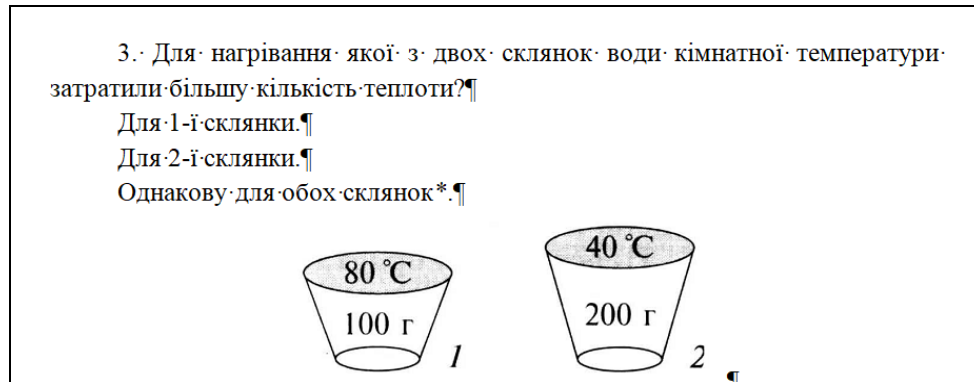 3.· Для· нагрівання· якої· з· двох· склянок· води· кімнатної· температури·
затратили·більшу·кількість·теплоти?¶
Для·1-ї·склянки.¶
Для·2-ї·склянки.¶
Однакову·для·обох·склянок*.¶
80 °C
40 °C
100 г
200 г
1
2
¶